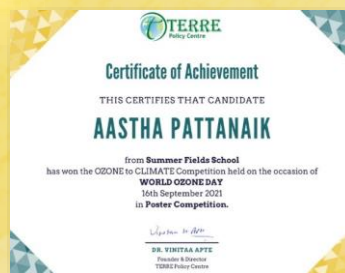 TERRE
Policy Centre
Certificate of Achievement
THIS CERTIFIES THAT CANDIDATE
AASTHA PATTANAIK
from Summer Fields School
has won the OZONE to CLIMATE Competition held on the occasion of
WORLD OZONE DAY
16th September 2021
in Poster Competition.
DR. VINITAA APTE
Founder & Director
TERRE Policy Centre